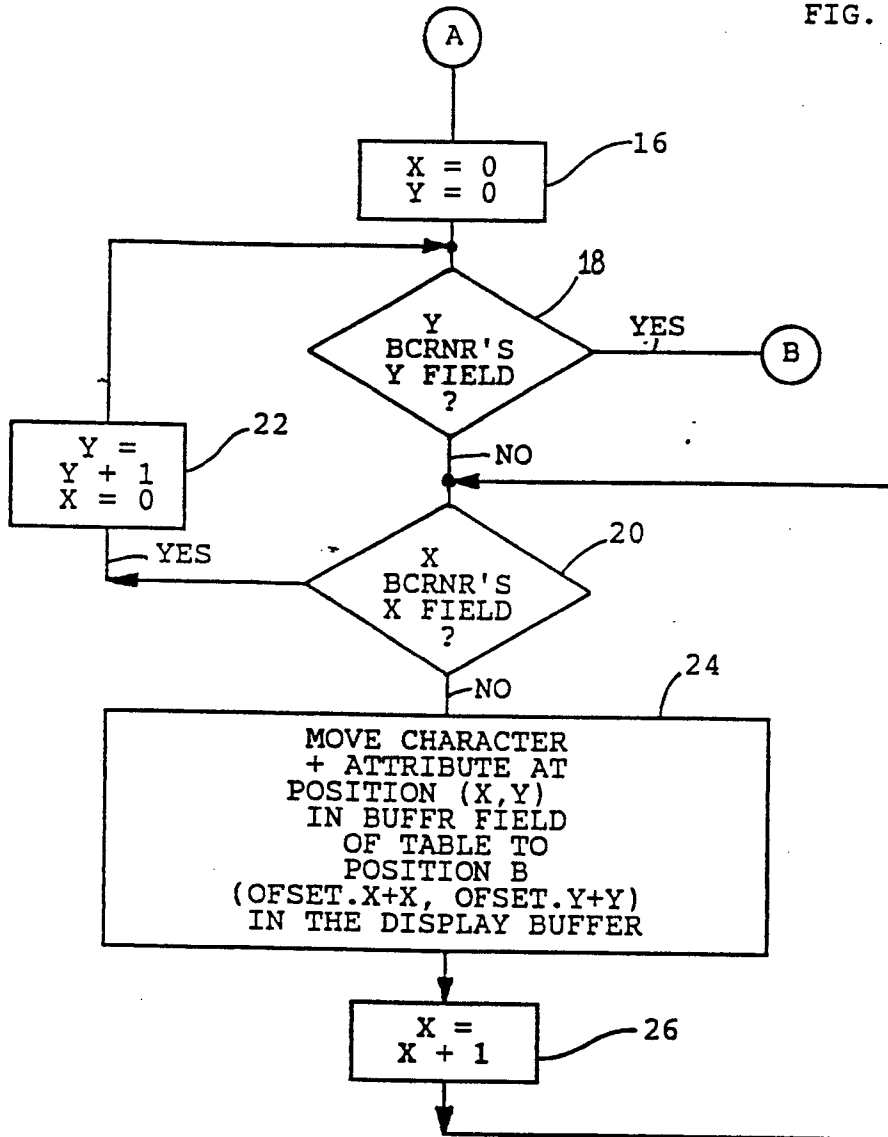 FIG.
A
X = 0
Y = 0
16
18
Y
BCRNR'S
Y FIELD
?
YES
B
22
Y =
Y + 1
X = 0
NO
YES
20
X
BCRNR'S
X FIELD
?
NO
24
MOVE CHARACTER
+ ATTRIBUTE AT
POSITION (X,Y)
IN BUFFR FIELD
OF TABLE TO
POSITION B
(OFSET.X+X, OFSET.Y+Y)
IN THE DISPLAY BUFFER
X =
X + 1
26